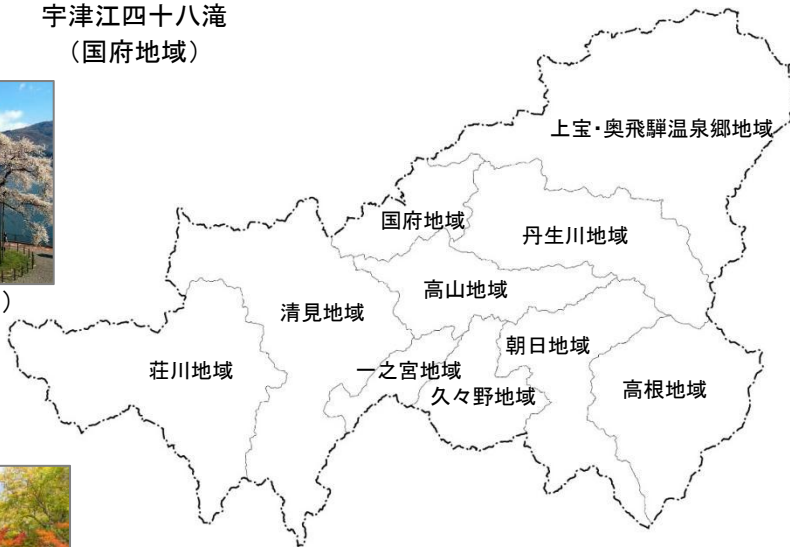 宇津江四十八滝
（国府地域）
上宝・奥飛騨温泉郷地域
国府地域
丹生川地域
高山地域
清見地域
）
朝日地域
荘川地域
一之宮地域
高根地域
久々野地域